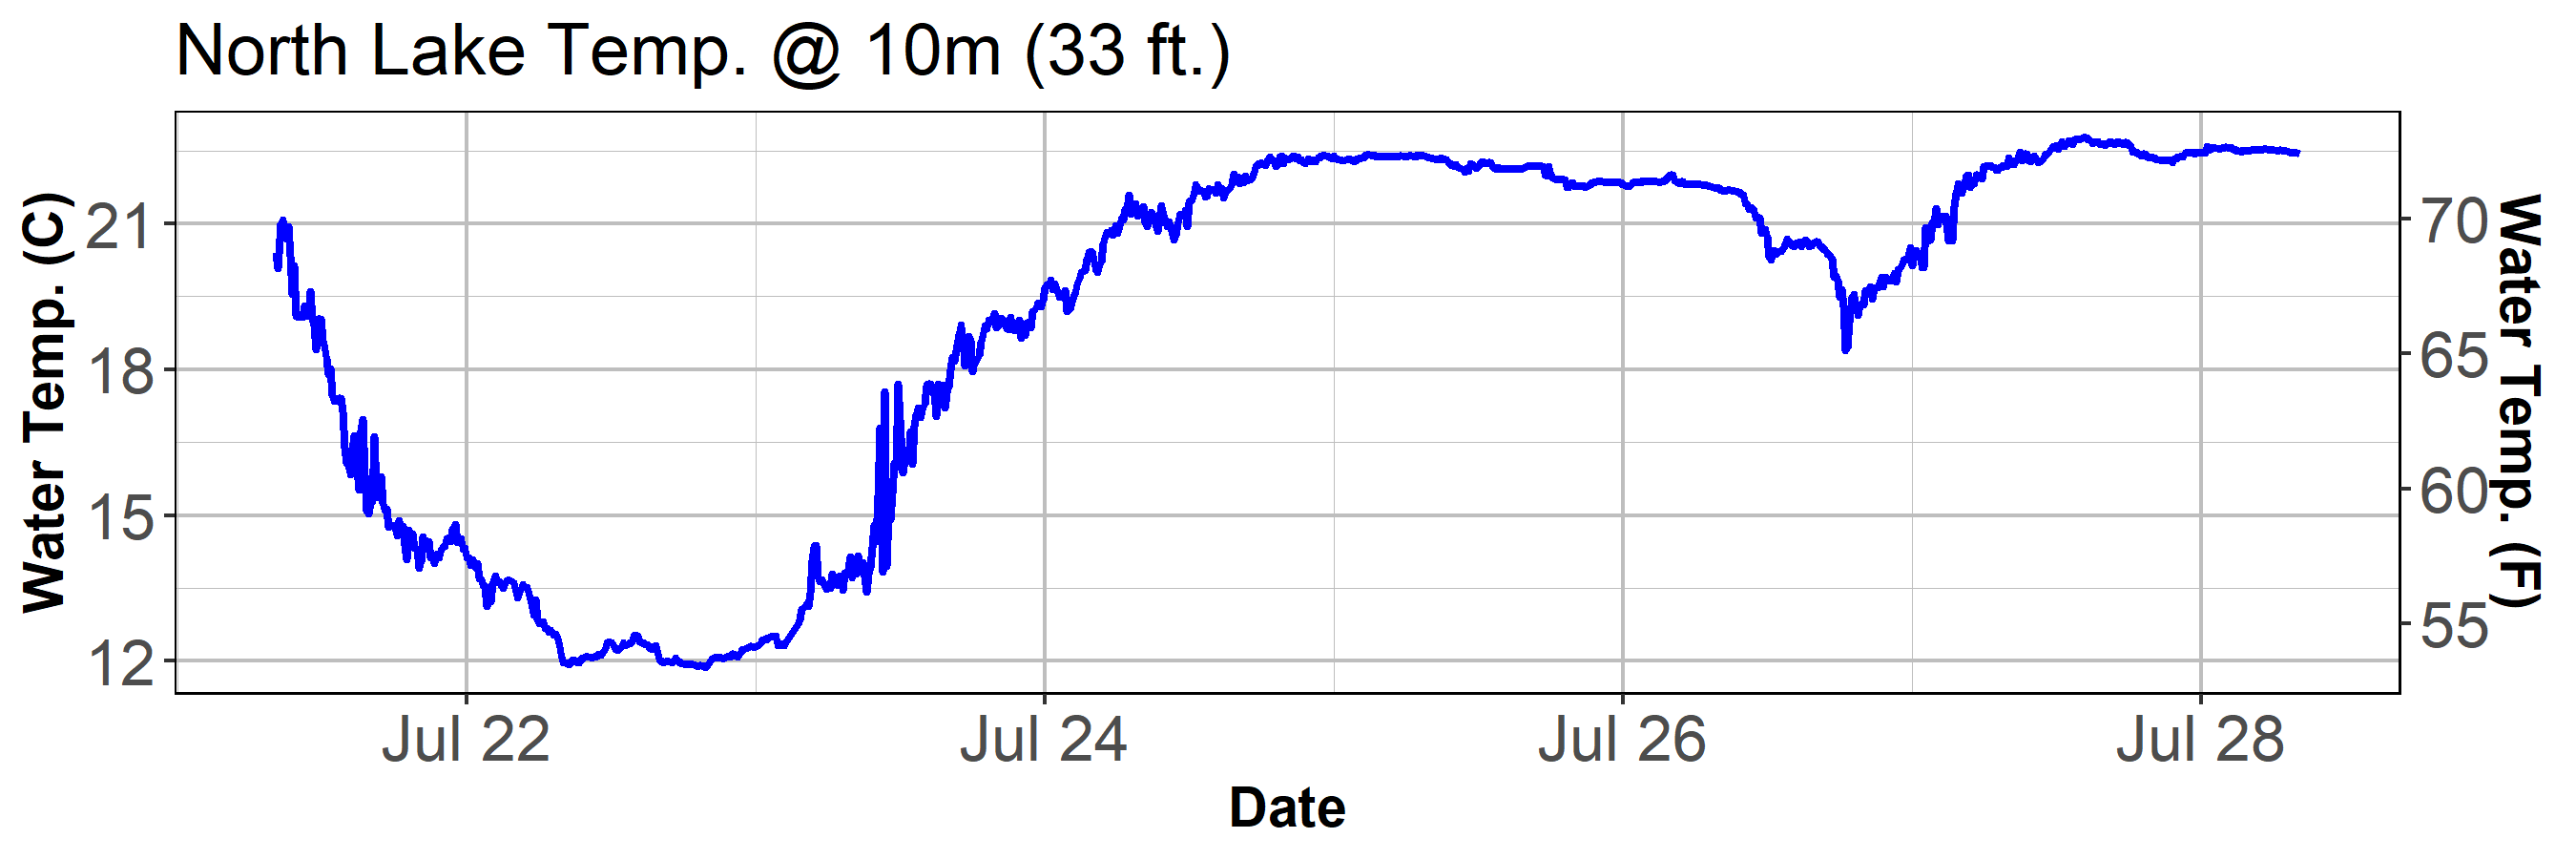 North Lake Temp. @ 10m (33 ft.)
Water Temp. (C)
21
18
15
12
70
65
60
55
Water Temp. (F)
Jul 22
Jul 24
Jul 26
Jul 28
Date